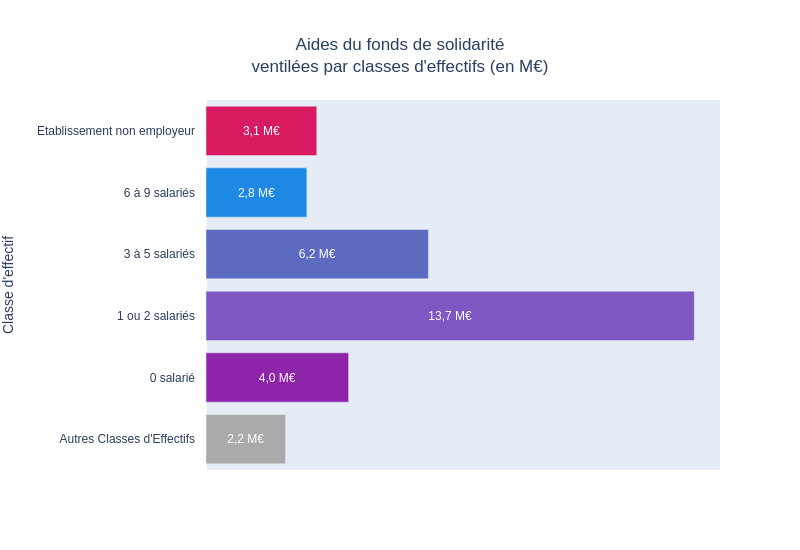 Aides du fonds de solidarité
ventilées par classes d'effectifs (en M€)
Classe d'effectif
Etablissement non employeur
3,1 M€
6 à 9 salariés
2,8 M€
3 à 5 salariés
6,2 M€
1 ou 2 salariés
13,7 M€
0 salarié
4,0 M€
Autres Classes d'Effectifs
2,2 M€